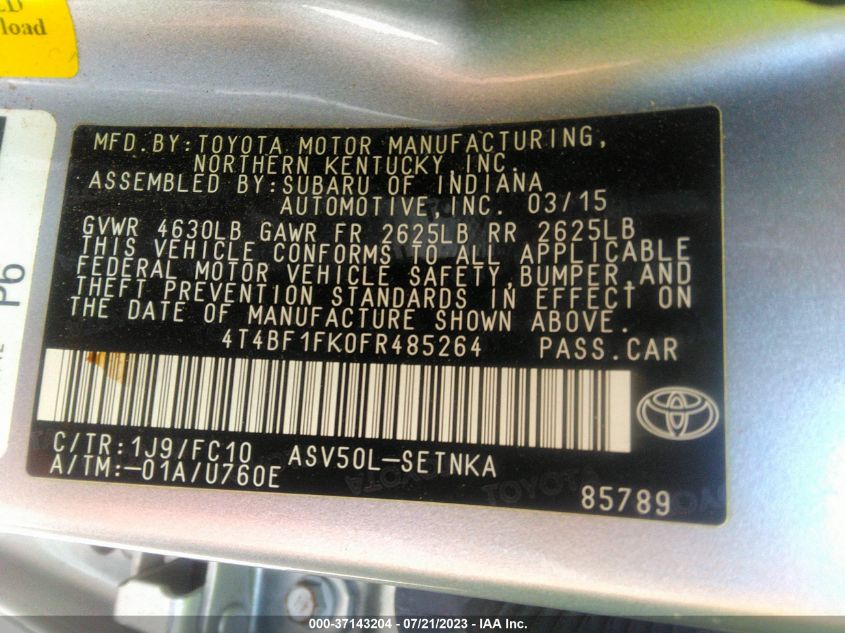 ED
load
P6
MFD.BY:TOYOTA MOTOR MANUFACTURING,
NORTHERN KENTUCKY,INC.
ASSEMBLED BY:SUBARU OF INDIANA
AUTOMOTIVE,INC. 03/15
GVWR 4630LB GAWR FR 2625LB RR 2625LB
THIS VEHICLE CONFORMS TO ALL APPLICABLE
FEDERAL MOTOR VEHICLE SAFETY,BUMPER,AND
THEFT PREVENTION STANDARDS IN EFFECT ON
THE DATE OF MANUFACTURE SHOWN ABOVE.
4T4BF1FK0FR485264 PASS.CAR
C/TR:1J9/FC10 ASV50L-SETNKA
A/TM:-01A/U760E
85789
000-37143204 / 07/21/2023 - IAA Inc.